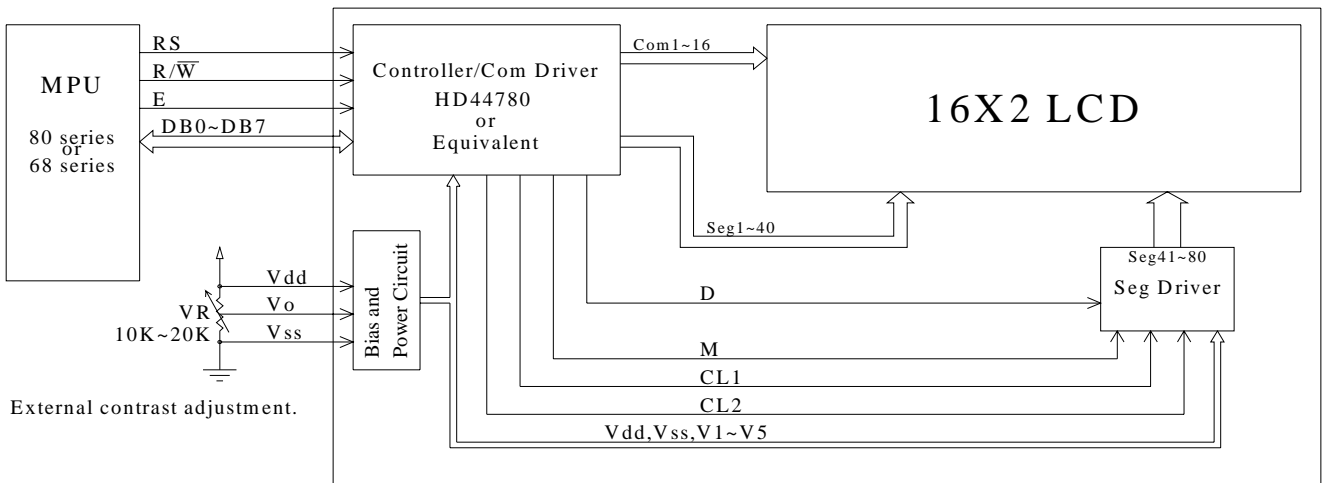 RS
R/W̅
E
DB0~DB7
MPU
80 series
or
68 series
Controller/Com Driver
HD44780
or
Equivalent
Com1~16
16X2 LCD
Seg1~40
Seg41~80
Seg Driver
Vdd
Vo
Vss
VR
10K~20K
Bias and
Power Circuit
D
M
CL1
CL2
Vdd,Vss,V1~V5
External contrast adjustment.